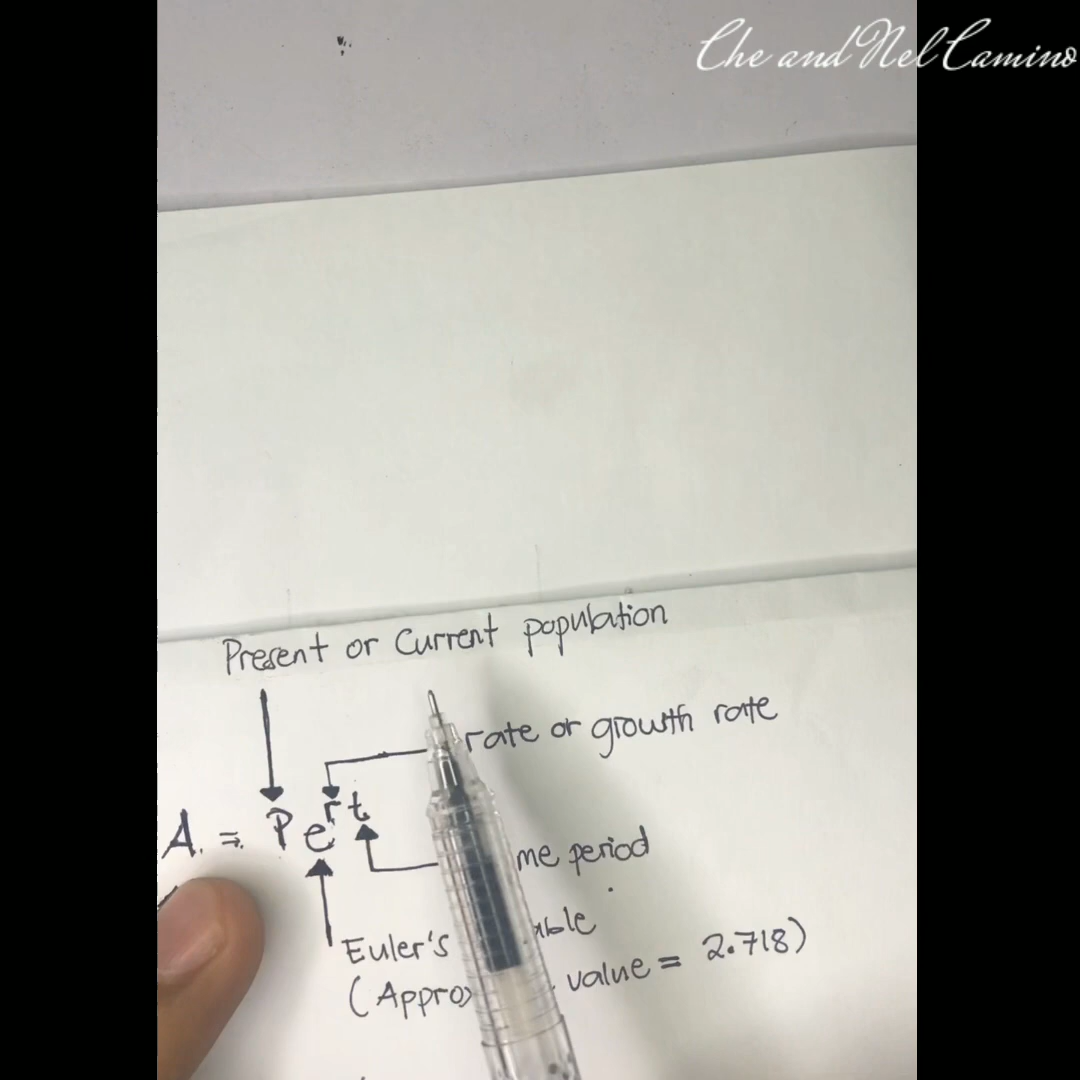 Che and Nel Camino
Present or Current population
rate or growth rate
A = Pe^rt
me period
Euler's able
(Appro . value = 2.718)